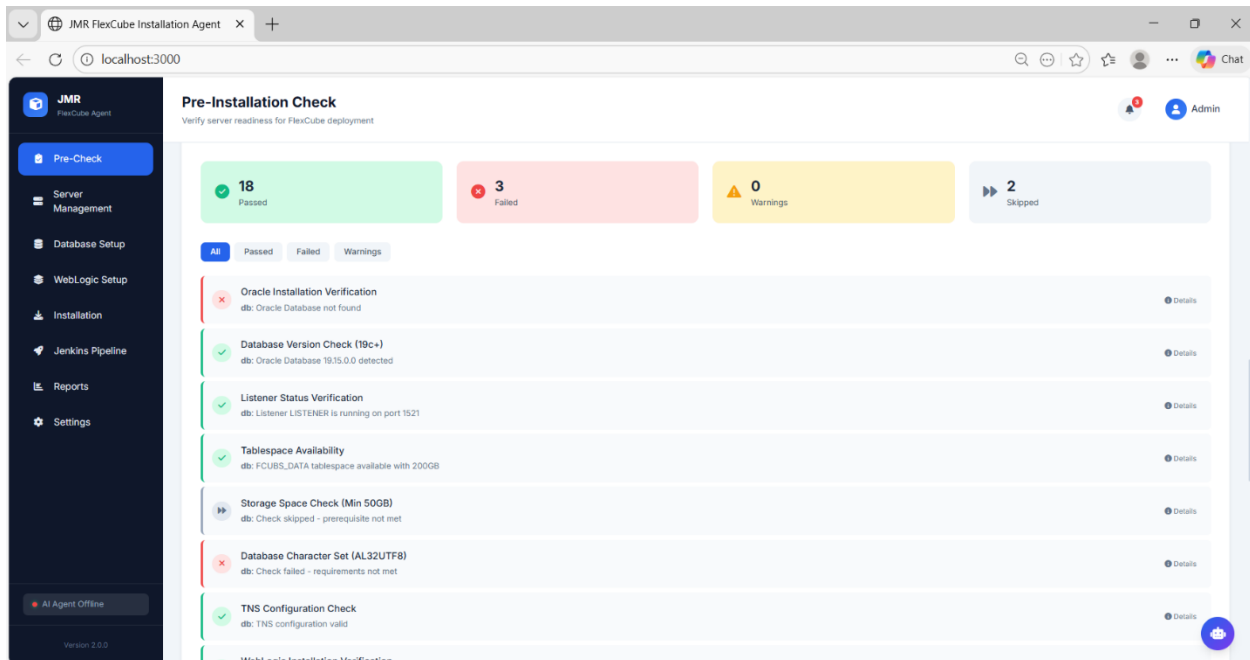 JMR FlexCube Installation Agent
localhost:3000
Chat
JMR
FlexCube Agent
Pre-Check
Server
Management
Database Setup
WebLogic Setup
Installation
Jenkins Pipeline
Reports
Settings
AI Agent Offline
Version 2.0.0
Pre-Installation Check
Verify server readiness for FlexCube deployment
3
Admin
18
Passed
3
Failed
0
Warnings
2
Skipped
All Passed Failed Warnings
Oracle Installation Verification
db: Oracle Database not found
Details
Database Version Check (19c+)
db: Oracle Database 19.15.0.0 detected
Details
Listener Status Verification
db: Listener LISTENER is running on port 1521
Details
Tablespace Availability
db: FCUBS_DATA tablespace available with 200GB
Details
Storage Space Check (Min 50GB)
db: Check skipped - prerequisite not met
Details
Database Character Set (AL32UTF8)
db: Check failed - requirements not met
Details
TNS Configuration Check
db: TNS configuration valid
Details
WebLogic Installation Verification